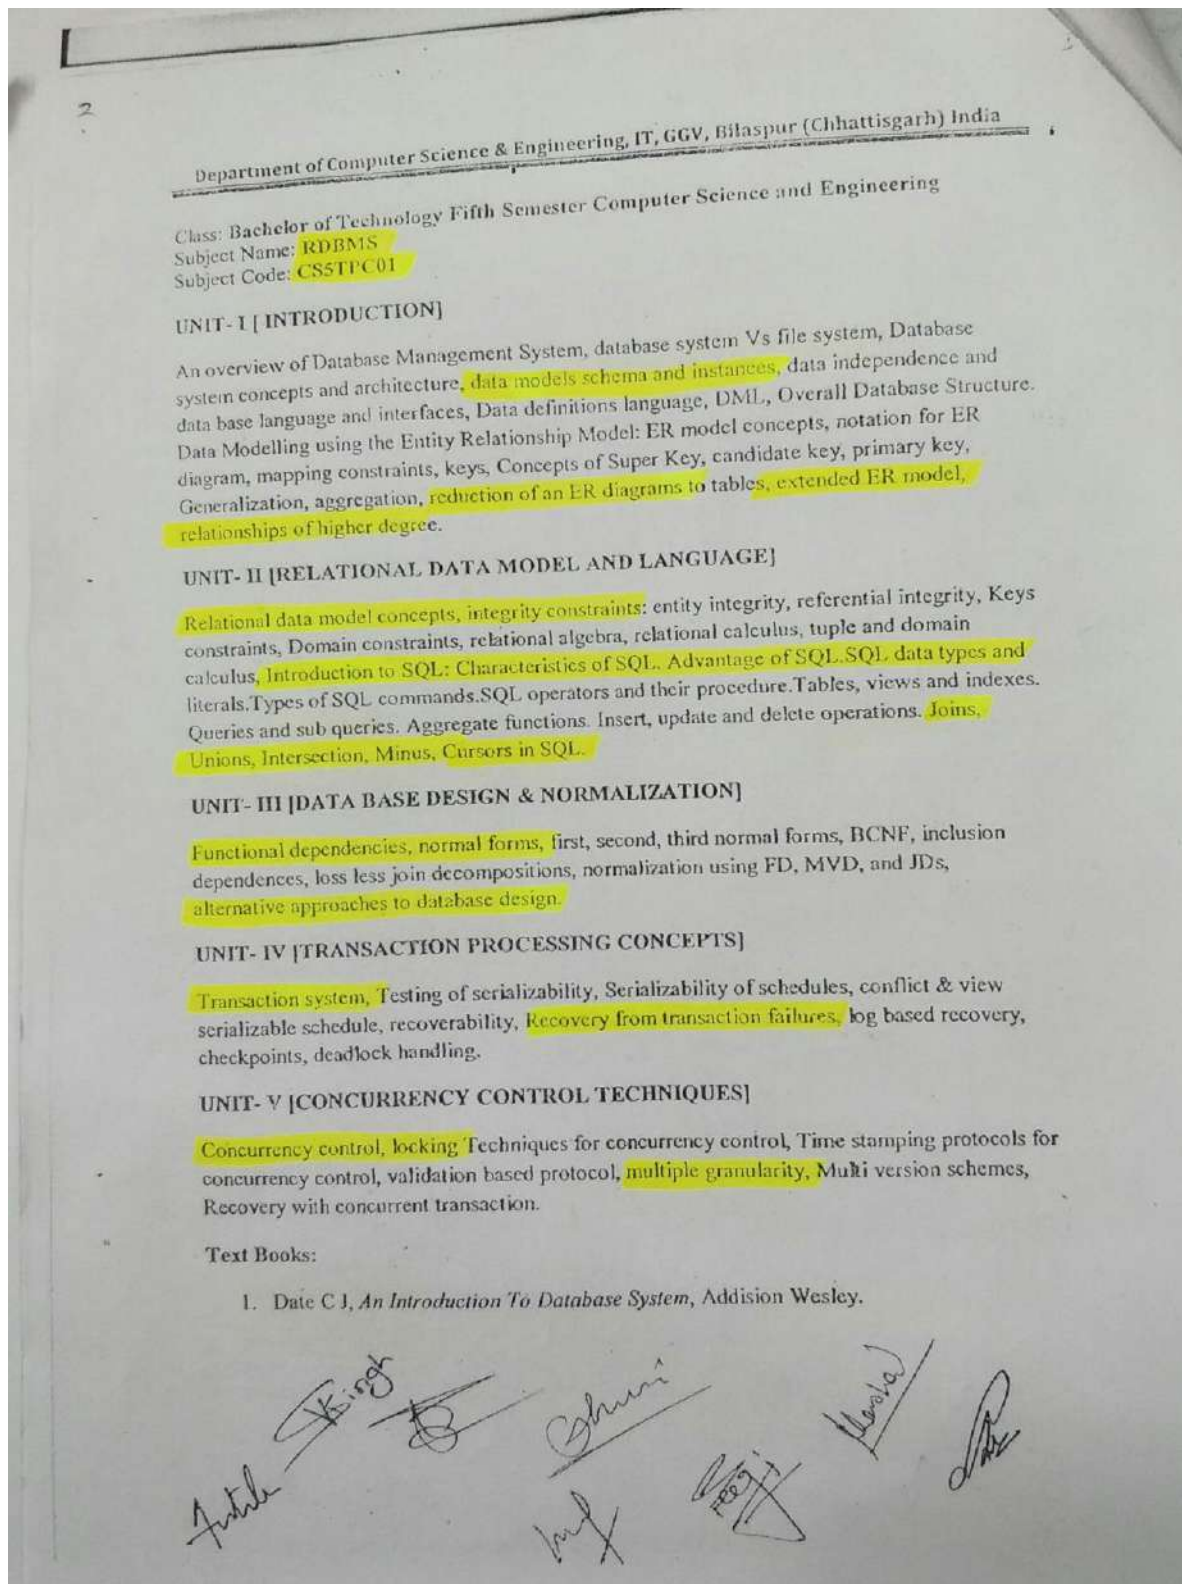 2
Department of Computer Science & Engineering, IT, GGV, Bilaspur (Chhattisgarh) India
Class: Bachelor of Technology Fifth Semester Computer Science and Engineering
Subject Name: RDBMS
Subject Code: CS5TPC01
UNIT- I [ INTRODUCTION]
An overview of Database Management System, database system Vs file system, Database
system concepts and architecture, data models schema and instances, data independence and
data base language and interfaces, Data definitions language, DML, Overall Database Structure.
Data Modelling using the Entity Relationship Model: ER model concepts, notation for ER
diagram, mapping constraints, keys, Concepts of Super Key, candidate key, primary key,
Generalization, aggregation, reduction of an ER diagrams to tables, extended ER model,
relationships of higher degree.
UNIT- II [RELATIONAL DATA MODEL AND LANGUAGE]
Relational data model concepts, integrity constraints: entity integrity, referential integrity, Keys
constraints, Domain constraints, relational algebra, relational calculus, tuple and domain
calculus, Introduction to SQL: Characteristics of SQL. Advantage of SQL.SQL data types and
literals.Types of SQL commands.SQL operators and their procedure.Tables, views and indexes.
Queries and sub queries. Aggregate functions. Insert, update and delete operations. Joins,
Unions, Intersection, Minus, Cursors in SQL.
UNIT- III [DATA BASE DESIGN & NORMALIZATION]
Functional dependencies, normal forms, first, second, third normal forms, BCNF, inclusion
dependences, loss less join decompositions, normalization using FD, MVD, and JDs,
alternative approaches to database design.
UNIT- IV [TRANSACTION PROCESSING CONCEPTS]
Transaction system, Testing of serializability, Serializability of schedules, conflict & view
serializable schedule, recoverability, Recovery from transaction failures, log based recovery,
checkpoints, deadlock handling.
UNIT- V [CONCURRENCY CONTROL TECHNIQUES]
Concurrency control, locking Techniques for concurrency control, Time stamping protocols for
concurrency control, validation based protocol, multiple granularity, Multi version schemes,
Recovery with concurrent transaction.
Text Books:
1. Date C J, An Introduction To Database System, Addision Wesley.